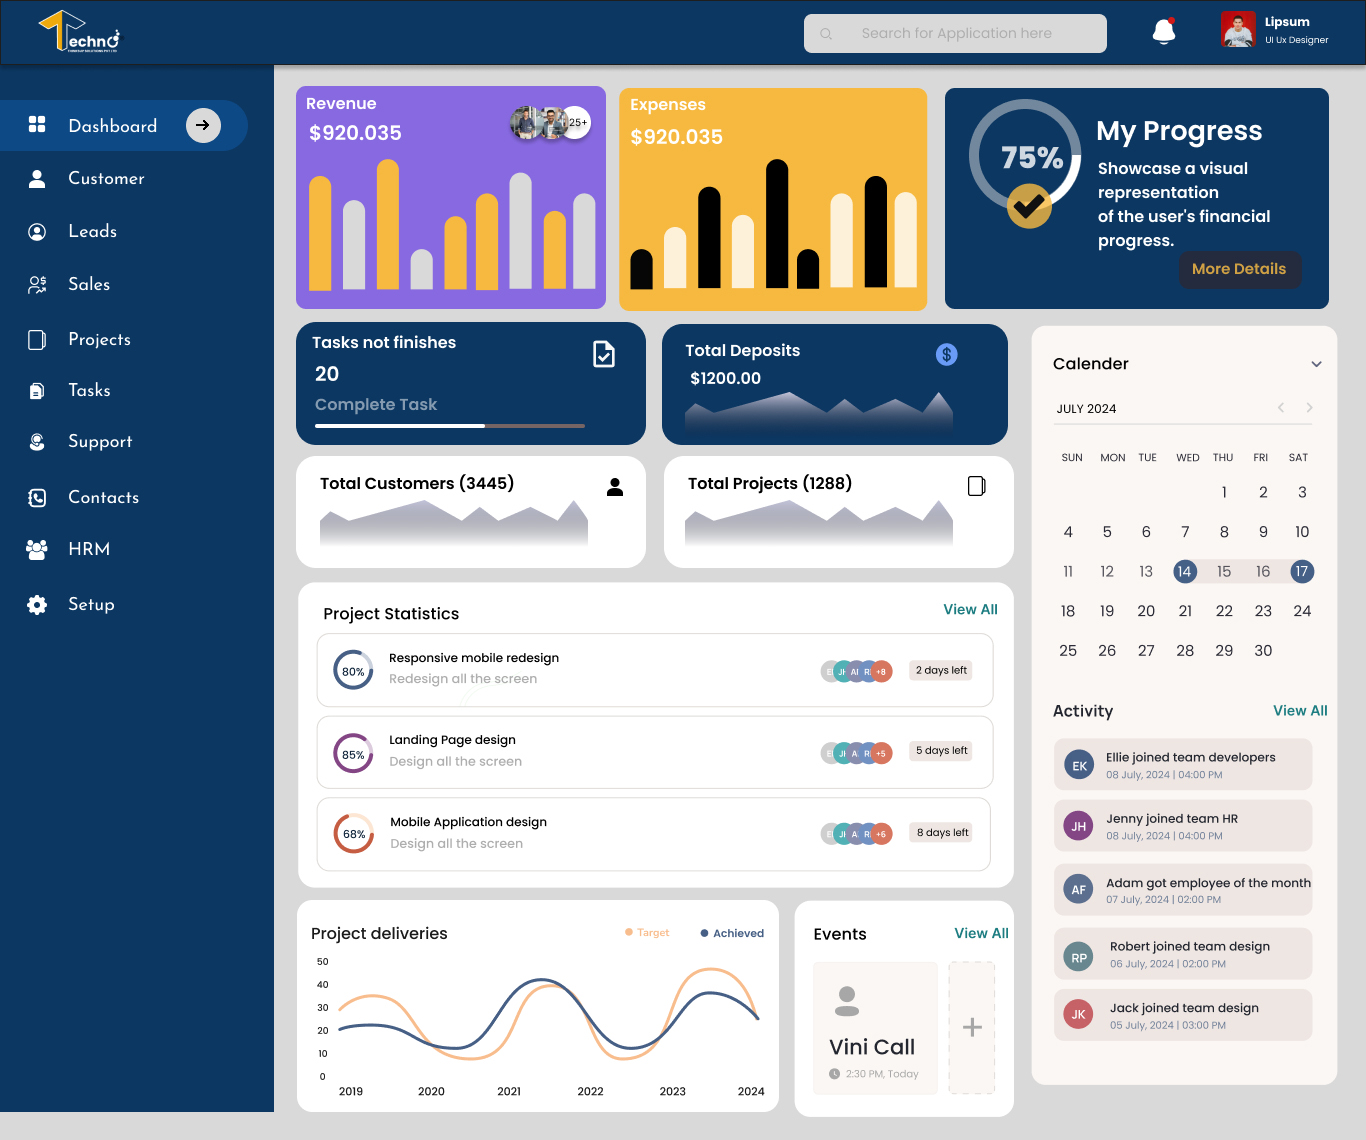 echno
Search for Application here
Lipsum
UI Ux Designer
Dashboard
Customer
Leads
Sales
Projects
Tasks
Support
Contacts
HRM
Setup
Revenue
$920.035
25+
Expenses
$920.035
75%
My Progress
Showcase a visual
representation
of the user's financial
progress.
More Details
Tasks not finishes
20
Complete Task
Total Deposits
$1200.00
$
Total Customers (3445)
Total Projects (1288)
Project Statistics
View All
80%
Responsive mobile redesign
Redesign all the screen
+8
2 days left
85%
Landing Page design
Design all the screen
+5
5 days left
68%
Mobile Application design
Design all the screen
+6
8 days left
Project deliveries
Target
Achieved
50
40
30
20
10
0
2019 2020 2021 2022 2023 2024
Events
View All
Vini Call
2:30 PM, Today
Calender
JULY 2024
SUN MON TUE WED THU FRI SAT
1 2 3
4 5 6 7 8 9 10
11 12 13 14 15 16 17
18 19 20 21 22 23 24
25 26 27 28 29 30
Activity
View All
EK
Ellie joined team developers
08 July, 2024 | 04:00 PM
JH
Jenny joined team HR
08 July, 2024 | 04:00 PM
AF
Adam got employee of the month
07 July, 2024 | 02:00 PM
RP
Robert joined team design
06 July, 2024 | 02:00 PM
JK
Jack joined team design
05 July, 2024 | 03:00 PM